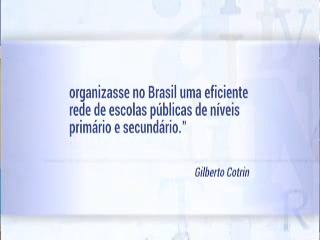 organizasse no Brasil uma eficiente
rede de escolas públicas de níveis
primário e secundário."
Gilberto Cotrin